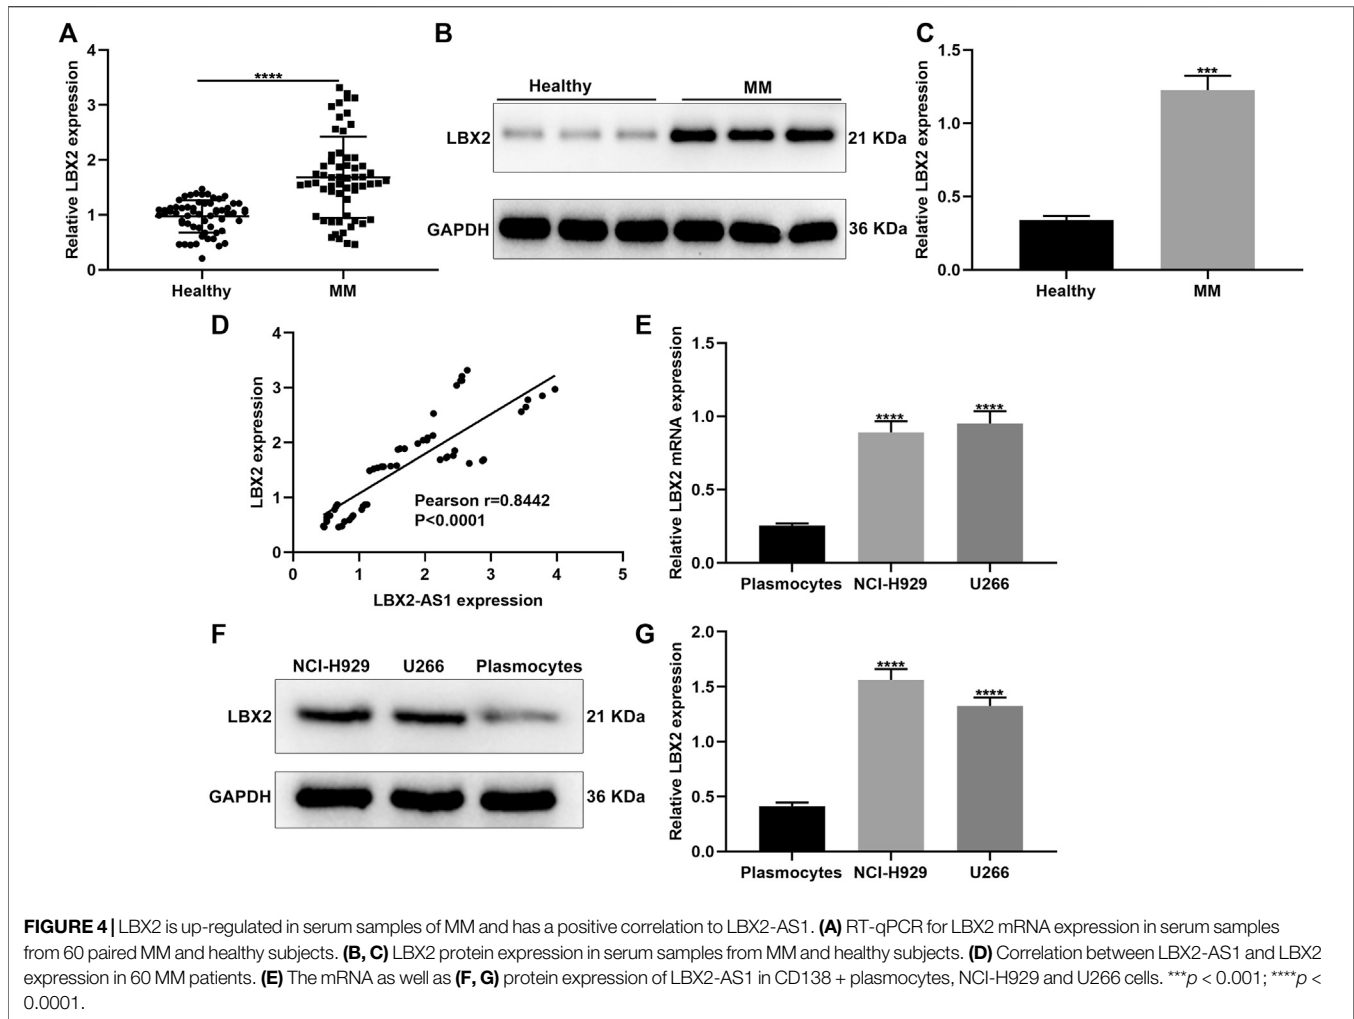 A
B
C
Relative LBX2 expression
4
3
2
1
0
****
Healthy
MM
Healthy
MM
LBX2
21 KDa
GAPDH
36 KDa
Relative LBX2 expression
1.5
1.0
0.5
0.0
***
Healthy
MM
D
E
LBX2 expression
4
3
2
1
0
Pearson r=0.8442
P<0.0001
0 1 2 3 4 5
LBX2-AS1 expression
Relative LBX2 mRNA expression
1.5
1.0
0.5
0.0
****
****
Plasmocytes NCI-H929 U266
F
G
NCI-H929 U266 Plasmocytes
LBX2
21 KDa
GAPDH
36 KDa
Relative LBX2 expression
2.0
1.5
1.0
0.5
0.0
****
****
Plasmocytes NCI-H929 U266
FIGURE 4 | LBX2 is up-regulated in serum samples of MM and has a positive correlation to LBX2-AS1. (A) RT-qPCR for LBX2 mRNA expression in serum samples
from 60 paired MM and healthy subjects. (B, C) LBX2 protein expression in serum samples from MM and healthy subjects. (D) Correlation between LBX2-AS1 and LBX2
expression in 60 MM patients. (E) The mRNA as well as (F, G) protein expression of LBX2-AS1 in CD138 + plasmocytes, NCI-H929 and U266 cells. ***p < 0.001; ****p <
0.0001.